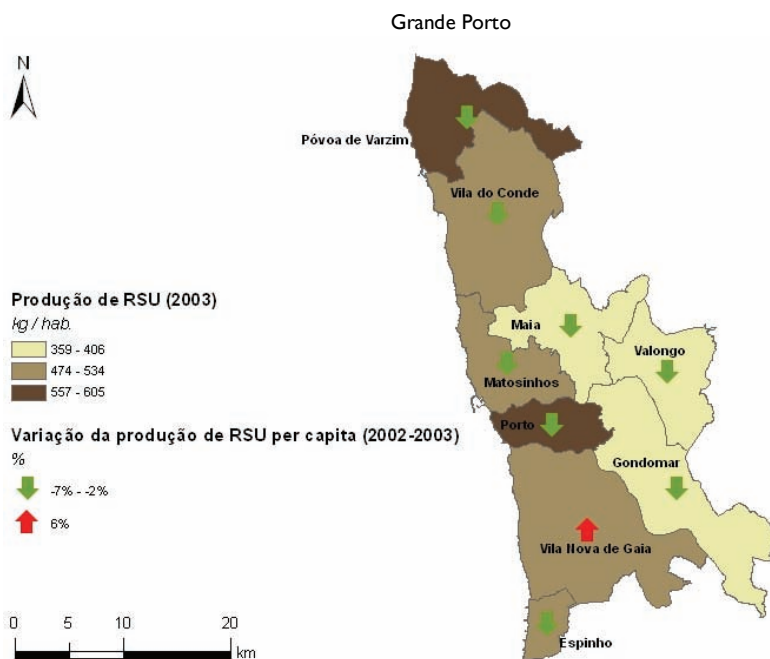 Grande Porto
N
Póvoa de Varzim
Vila do Conde
Produção de RSU (2003)
kg / hab.
359 - 406
474 - 534
557 - 605
Maia
Valongo
Matosinhos
Porto
Gondomar
Variação da produção de RSU per capita (2002-2003)
%
-7% - -2%
6%
Vila Nova de Gaia
Espinho
0 5 10 20
km